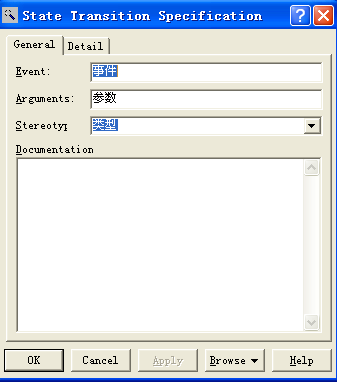 State Transition Specification
General Detail
Event: 事件
Arguments: 参数
Stereotyp 类型
Documentation
OK Cancel Apply Browse Help